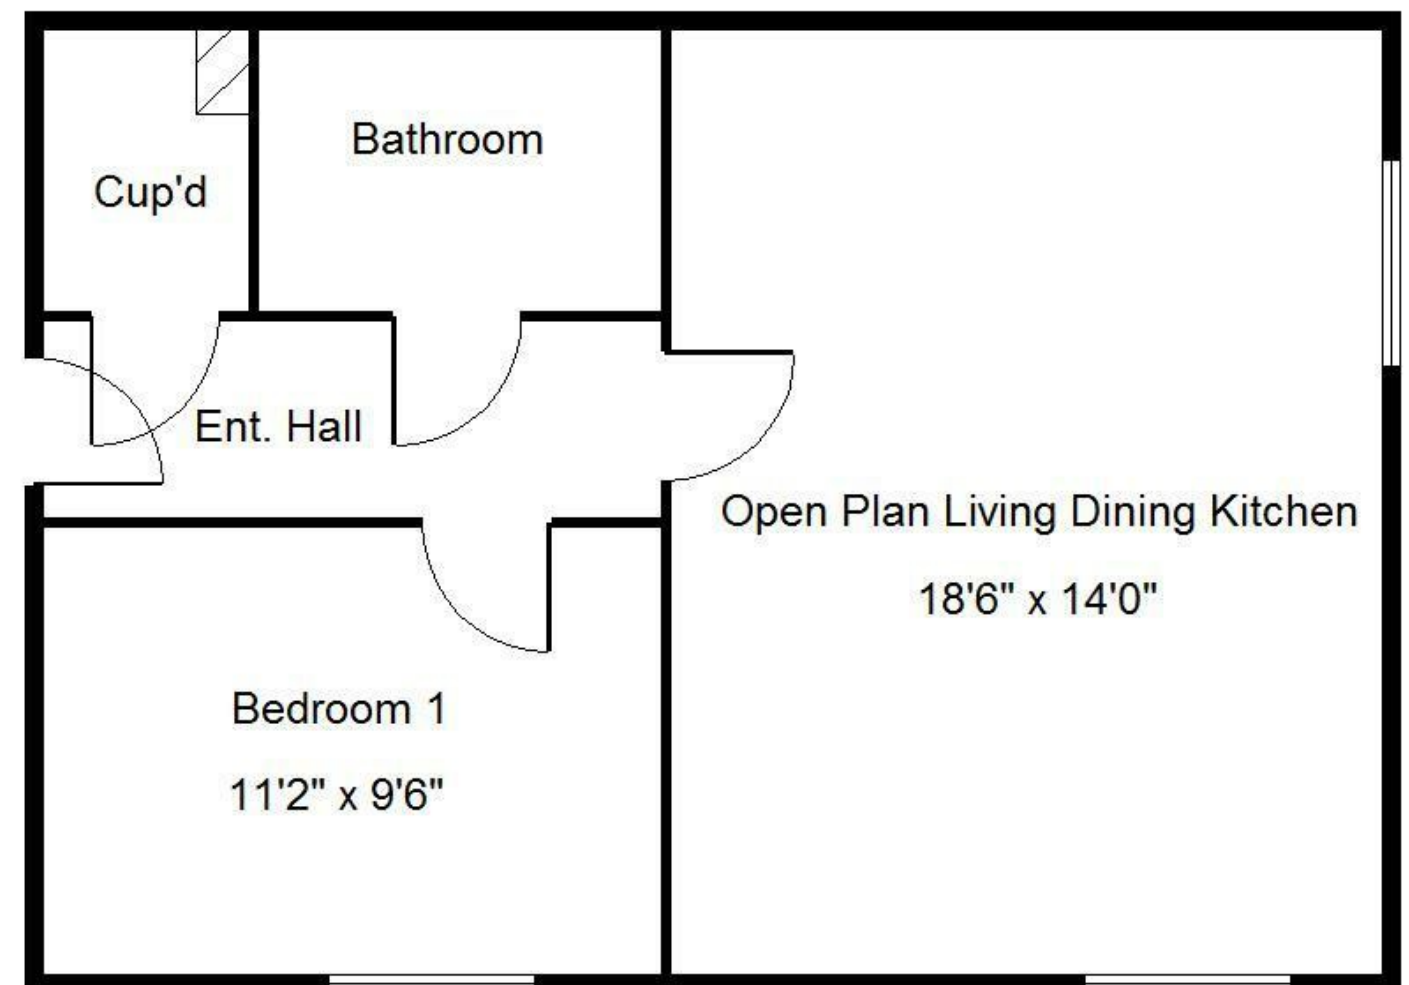 Bathroom
Cup'd
Ent. Hall
Open Plan Living Dining Kitchen
18'6" x 14'0"
Bedroom 1
11'2" x 9'6"